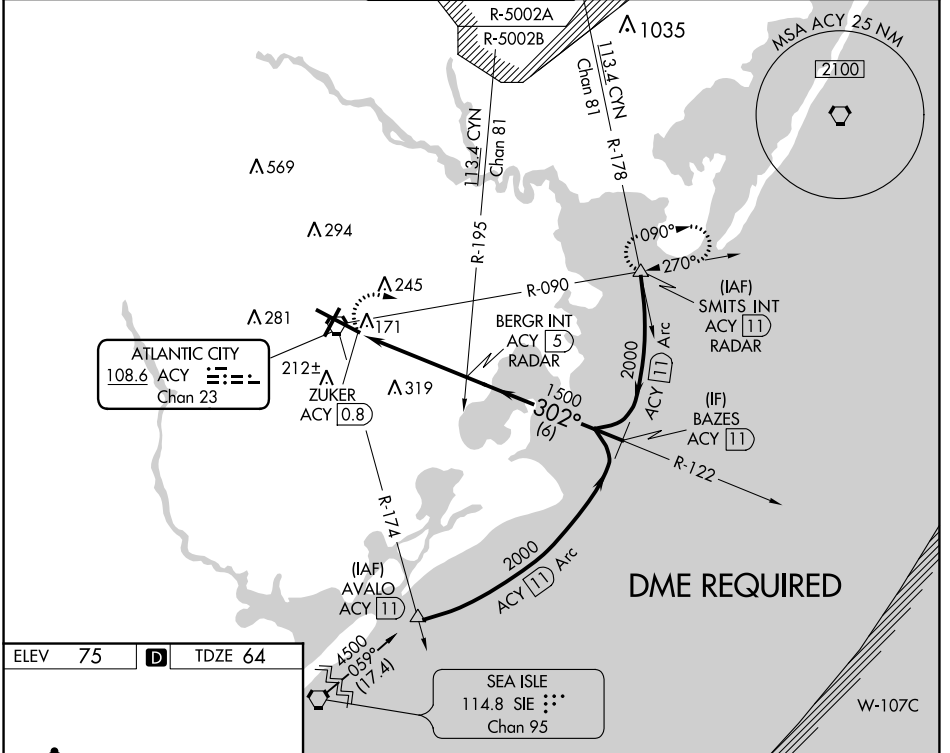 R-5002A
R-5002B
1035
MSA ACY 25 NM
2100
113.4 CYN
Chan 81
R-178
113.4 CYN
Chan 81
R-195
569
294
245
281
171
212±
319
090°
270°
R-090
(IAF)
SMITS INT
ACY 11
RADAR
BERGR INT
ACY 5
RADAR
ATLANTIC CITY
108.6 ACY
Chan 23
ZUKER
ACY 0.8
1500
302°
(6)
2000
ACY 11 Arc
(IF)
BAZES
ACY 11
R-122
R-174
(IAF)
AVALO
ACY 11
2000
ACY 11 Arc
DME REQUIRED
4500
059°
(17.4)
SEA ISLE
114.8 SIE
Chan 95
W-107C
ELEV 75 D TDZE 64